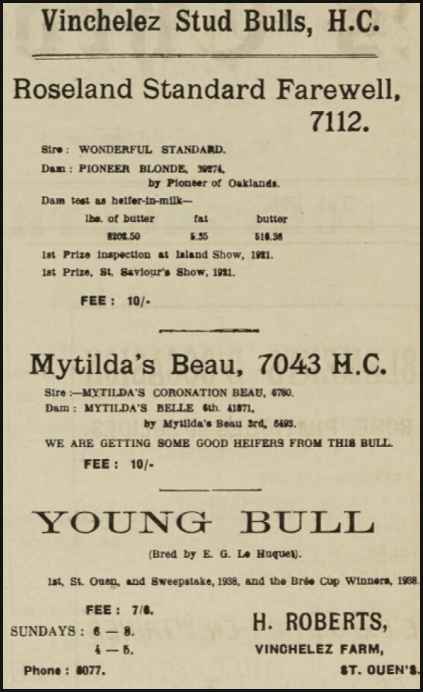 Vinchelez Stud Bulls, H.C.
Roseland Standard Farewell,
7112.
Sire: WONDERFUL STANDARD.
Dam: PIONEER BLONDE, 39274,
by Pioneer of Oaklands.
Dam test as heifer-in-milk—
lbs. of butter fat butter
8202.50 5.35 516.36
1st Prize inspection at Island Show, 1921.
1st Prize, St. Saviour's Show, 1921.
FEE: 10/-
Mytilda's Beau, 7043 H.C.
Sire:—MYTILDA'S CORONATION BEAU, 6780.
Dam: MYTILDA'S BELLE 6th. 41871,
by Mytilda's Beau 3rd, 5493.
WE ARE GETTING SOME GOOD HEIFERS FROM THIS BULL.
FEE: 10/-
YOUNG BULL
(Bred by E. G. Le Huquet).
1st, St. Ouen, and Sweepstake, 1938, and the Brée Cup Winners, 1938.
FEE: 7/6.
SUNDAYS: 6 — 8.
4 — 5.
Phone: 8077.
H. ROBERTS,
VINCHELEZ FARM,
ST. OUEN'S.